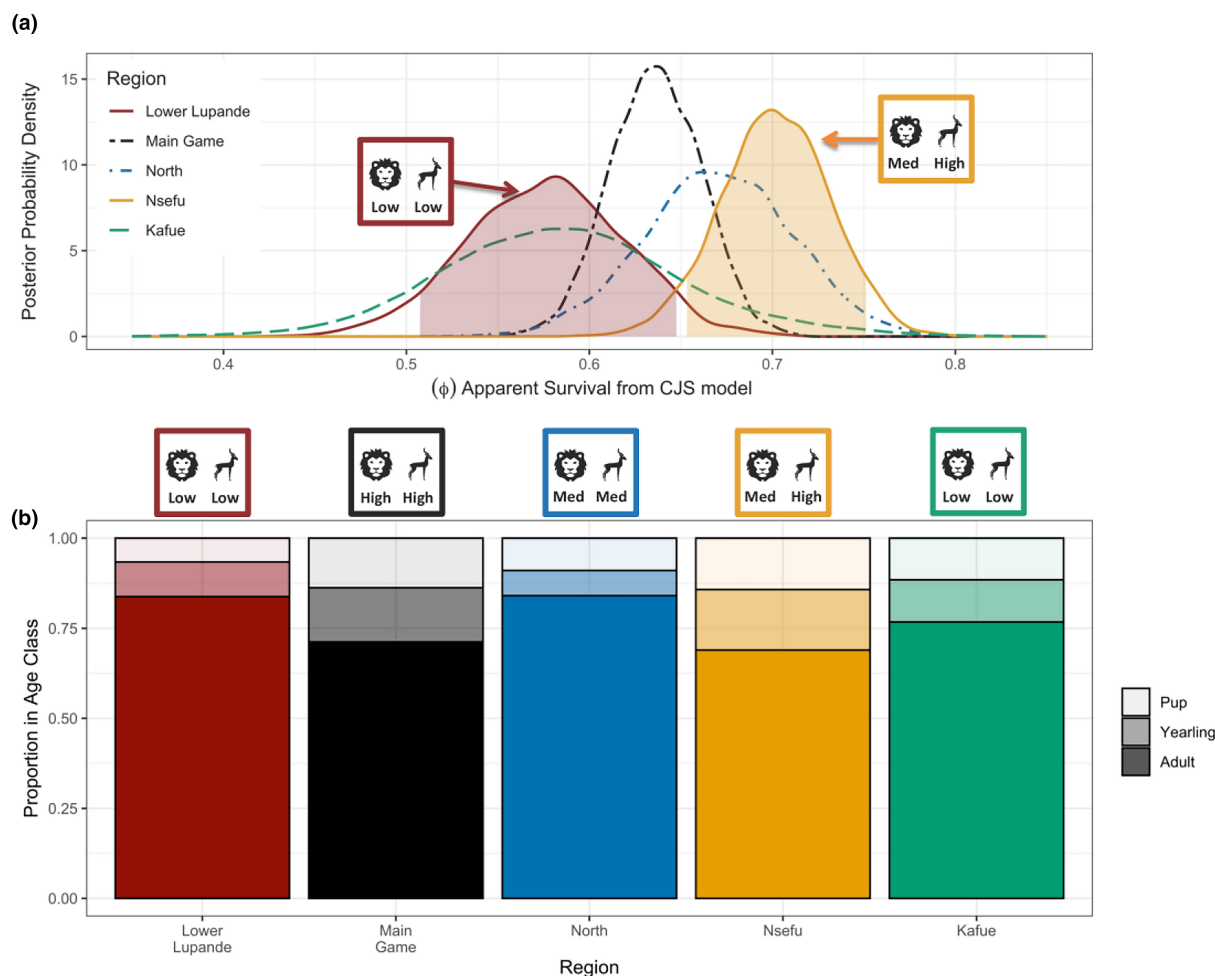 (a)
Posterior Probability Density
15
10
5
0
Region
Lower Lupande
Main Game
North
Nsefu
Kafue
Low Low
Med High
0.4 0.5 0.6 0.7 0.8
(ϕ) Apparent Survival from CJS model
Low Low
High High
Med Med
Med High
Low Low
(b)
Proportion in Age Class
1.00
0.75
0.50
0.25
0.00
Pup
Yearling
Adult
Lower
Lupande
Main
Game
North
Nsefu
Kafue
Region